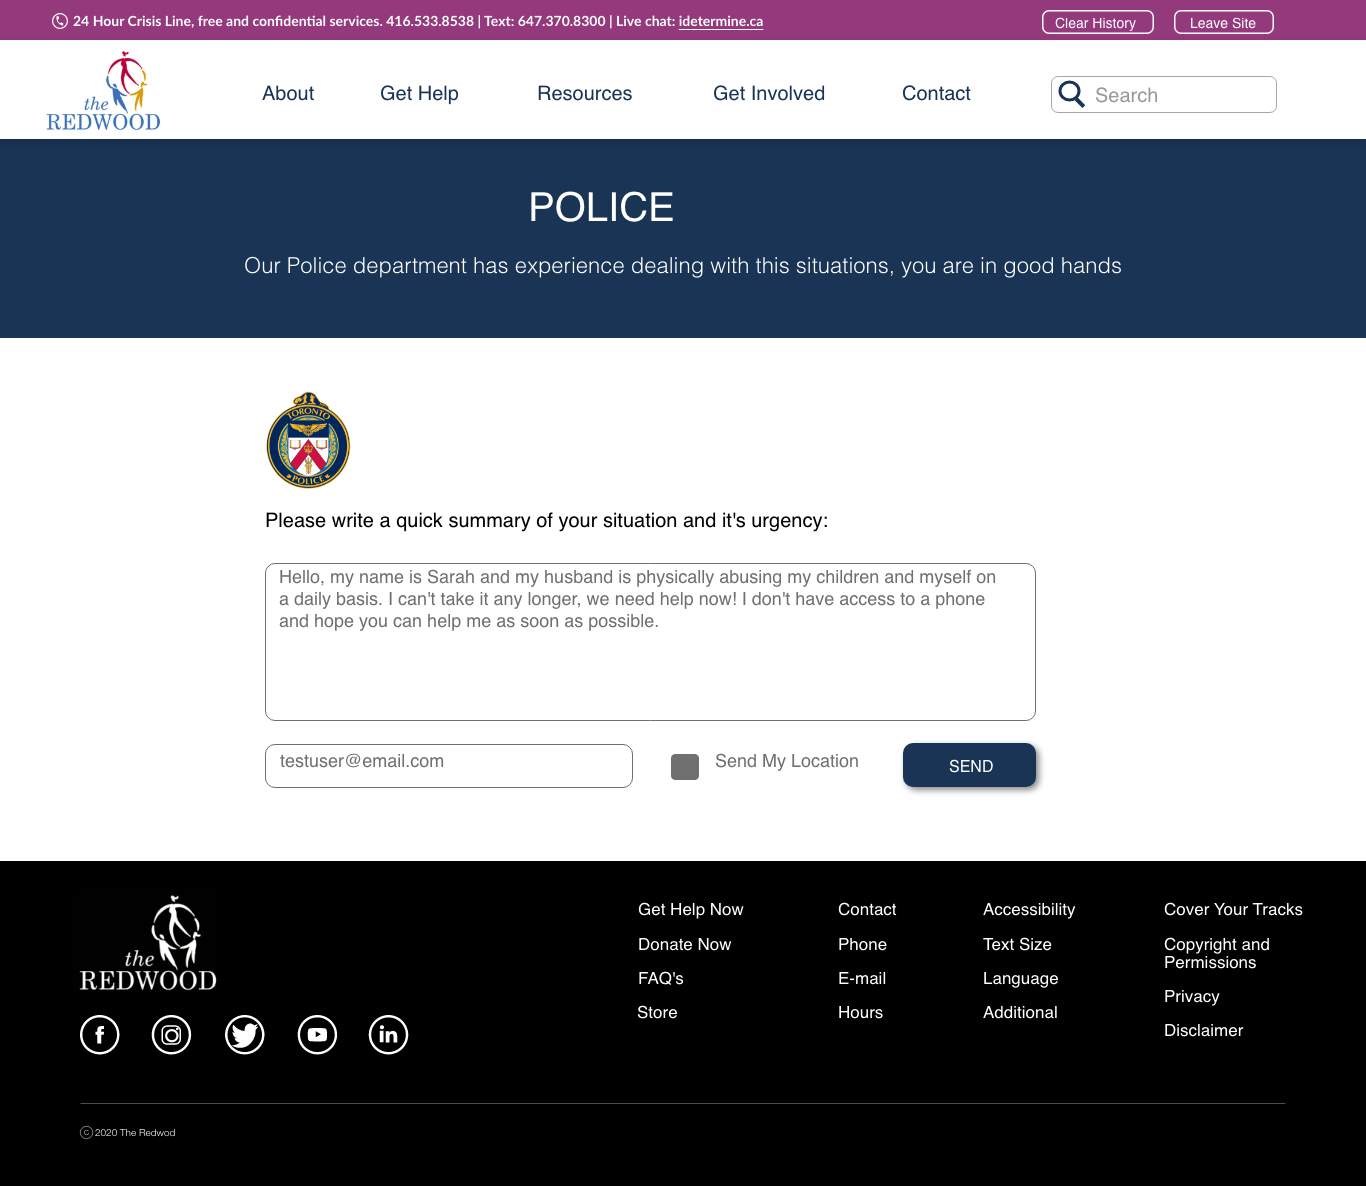 24 Hour Crisis Line, free and confidential services. 416.533.8538 | Text: 647.370.8300 | Live chat: idetermine.ca
Clear History
Leave Site
the
REDWOOD
About
Get Help
Resources
Get Involved
Contact
Search
POLICE
Our Police department has experience dealing with this situations, you are in good hands
TORONTO
POLICE
Please write a quick summary of your situation and it's urgency:
Hello, my name is Sarah and my husband is physically abusing my children and myself on
a daily basis. I can't take it any longer, we need help now! I don't have access to a phone
and hope you can help me as soon as possible.
testuser@email.com
Send My Location
SEND
the
REDWOOD
f
in
Get Help Now
Donate Now
FAQ's
Store
Contact
Phone
E-mail
Hours
Accessibility
Text Size
Language
Additional
Cover Your Tracks
Copyright and
Permissions
Privacy
Disclaimer
© 2020 The Redwod